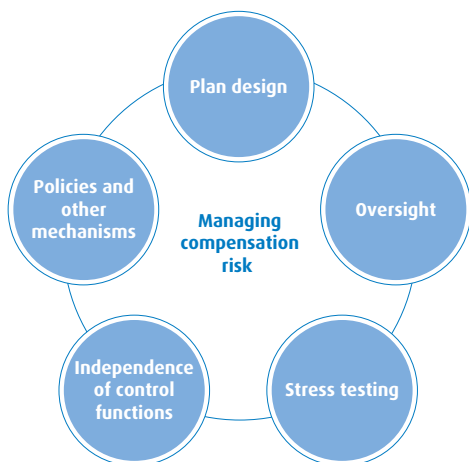 Plan design
Policies and
other
mechanisms
Managing
compensation
risk
Oversight
Independence
of control
functions
Stress testing